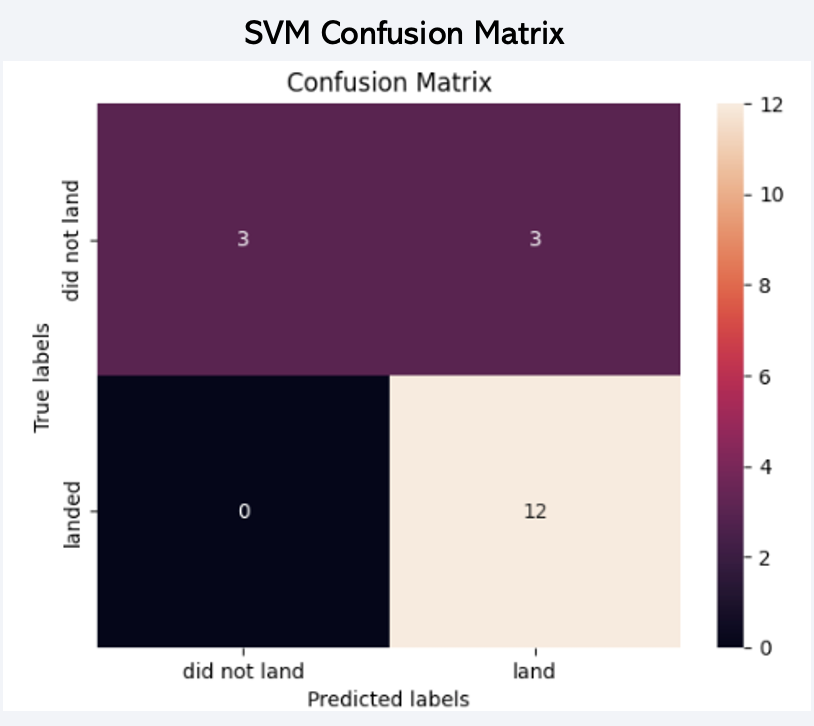 SVM Confusion Matrix
Confusion Matrix
12
10
8
6
4
2
0
True labels
did not land
landed
3 3
0 12
did not land land
Predicted labels